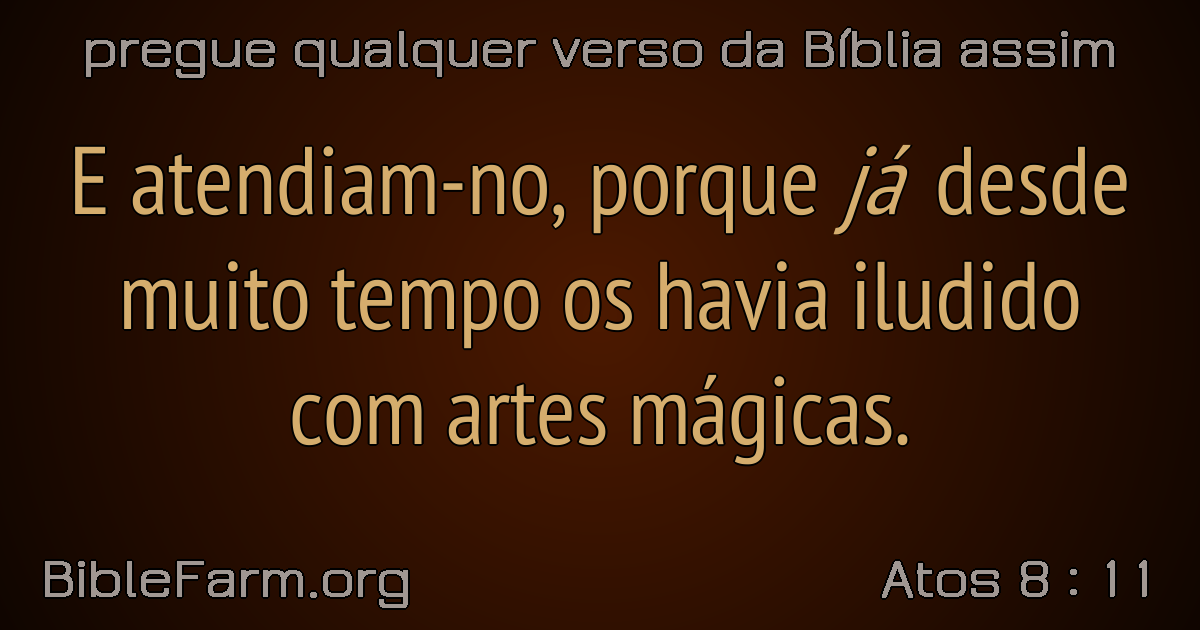 pregue qualquer verso da Bíblia assim
E atendiam-no, porque já desde
muito tempo os havia iludido
com artes mágicas.
BibleFarm.org
Atos 8 : 11